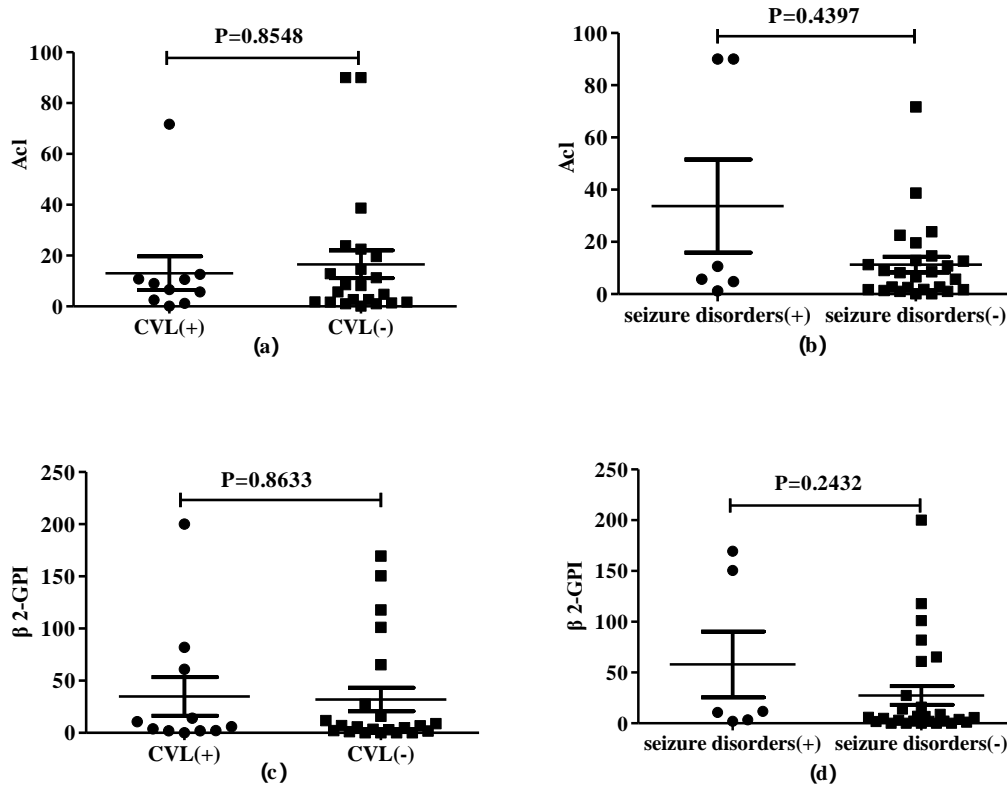 P=0.8548
100
80
60
40
20
0
Acl
CVL(+) CVL(-)
(a)
P=0.4397
100
80
60
40
20
0
Acl
seizure disorders(+) seizure disorders(-)
(b)
P=0.8633
250
200
150
100
50
0
β 2-GPI
CVL(+) CVL(-)
(c)
P=0.2432
250
200
150
100
50
0
β 2-GPI
seizure disorders(+) seizure disorders(-)
(d)